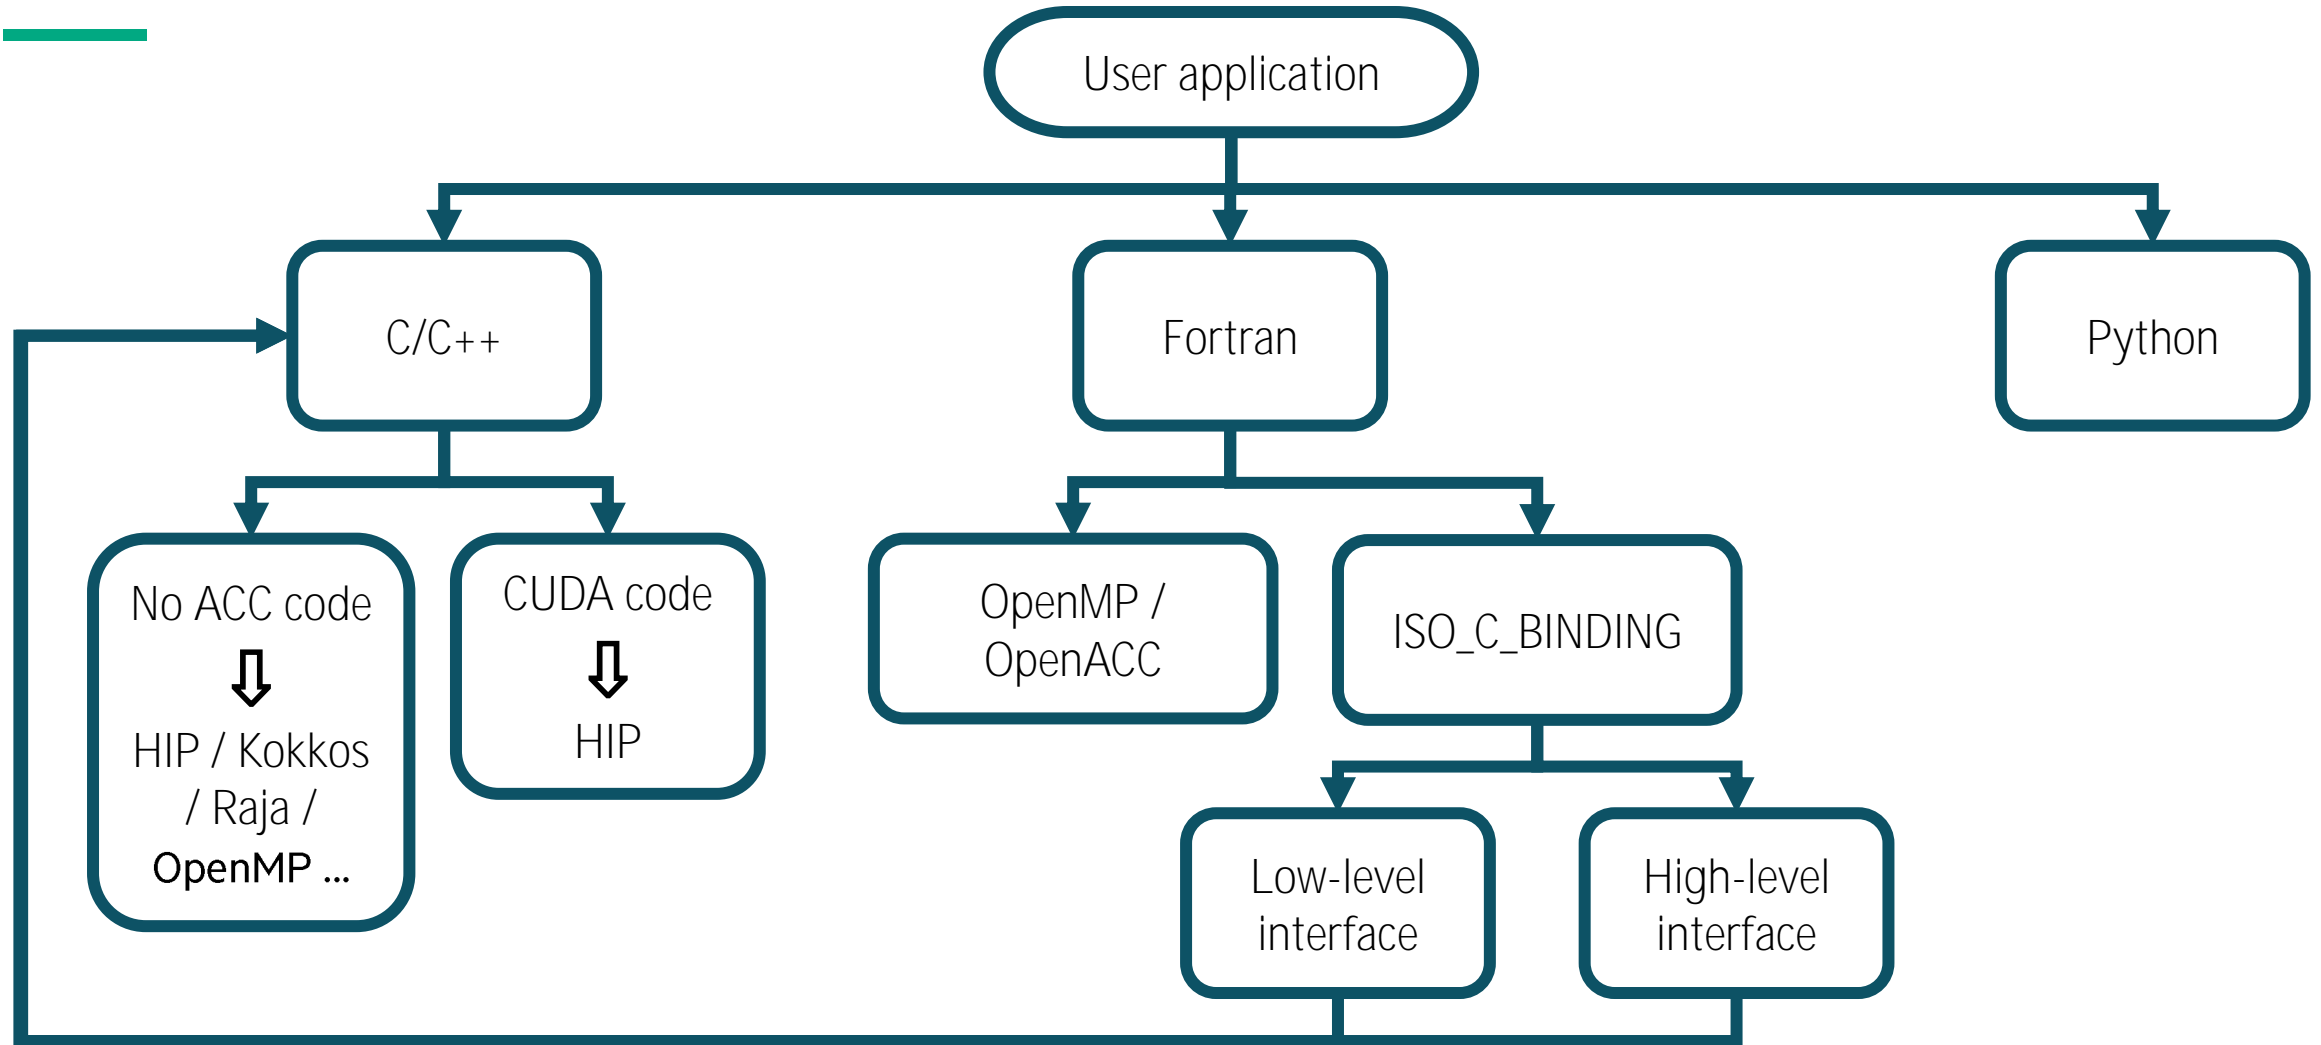 User application
C/C++
Fortran
Python
No ACC code
HIP / Kokkos
/ Raja /
OpenMP ...
CUDA code
HIP
OpenMP /
OpenACC
ISO_C_BINDING
Low-level
interface
High-level
interface